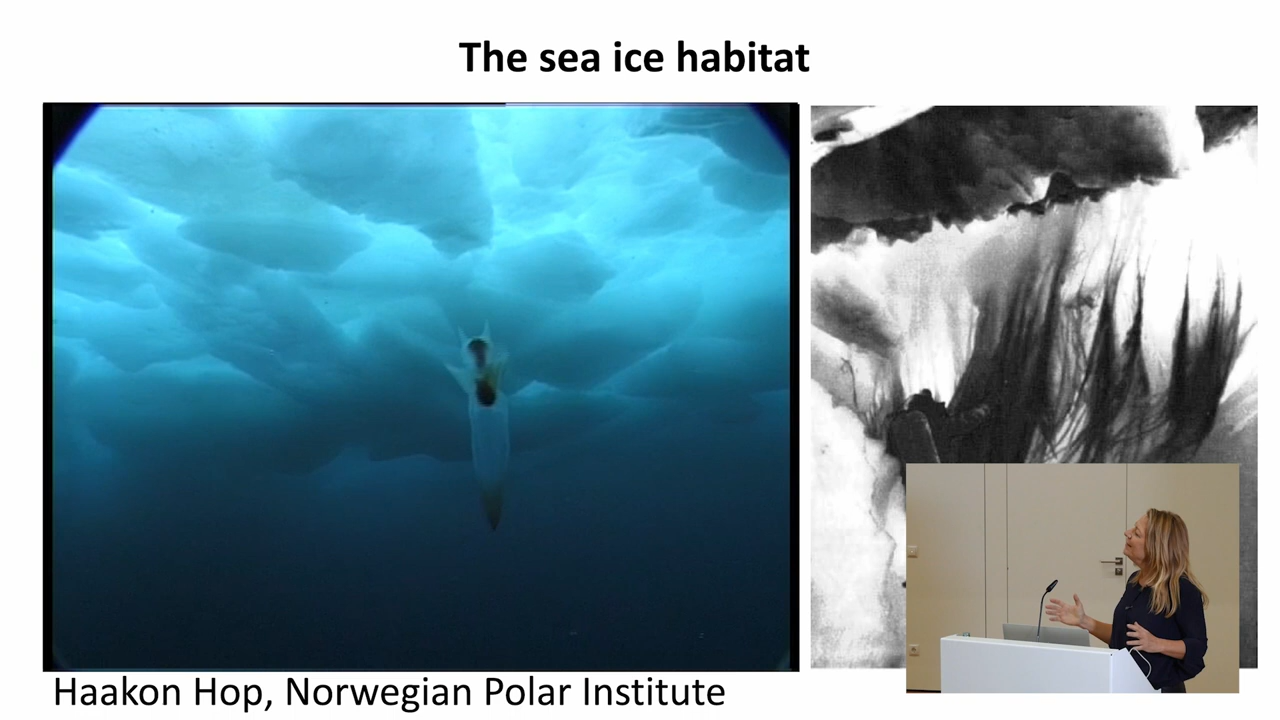 The sea ice habitat
Haakon Hop, Norwegian Polar Institute